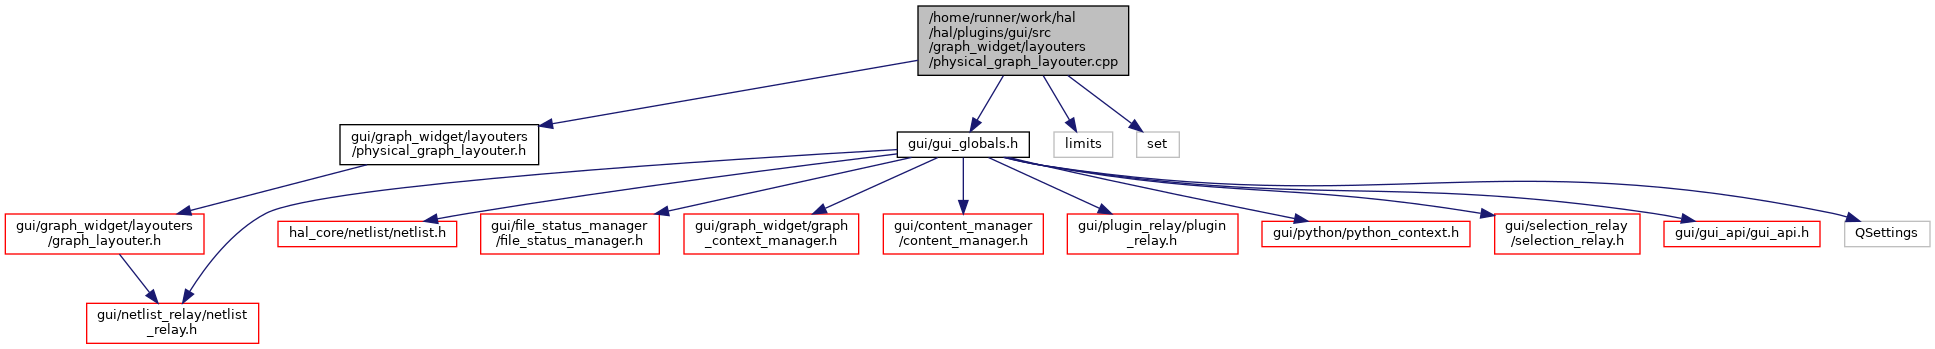 /home/runner/work/hal
/hal/plugins/gui/src
/graph_widget/layouters
/physical_graph_layouter.cpp
gui/graph_widget/layouters
/physical_graph_layouter.h
gui/gui_globals.h
limits
set
gui/graph_widget/layouters
/graph_layouter.h
hal_core/netlist/netlist.h
gui/file_status_manager
/file_status_manager.h
gui/graph_widget/graph
_context_manager.h
gui/content_manager
/content_manager.h
gui/plugin_relay/plugin
_relay.h
gui/python/python_context.h
gui/selection_relay
/selection_relay.h
gui/gui_api/gui_api.h
QSettings
gui/netlist_relay/netlist
_relay.h